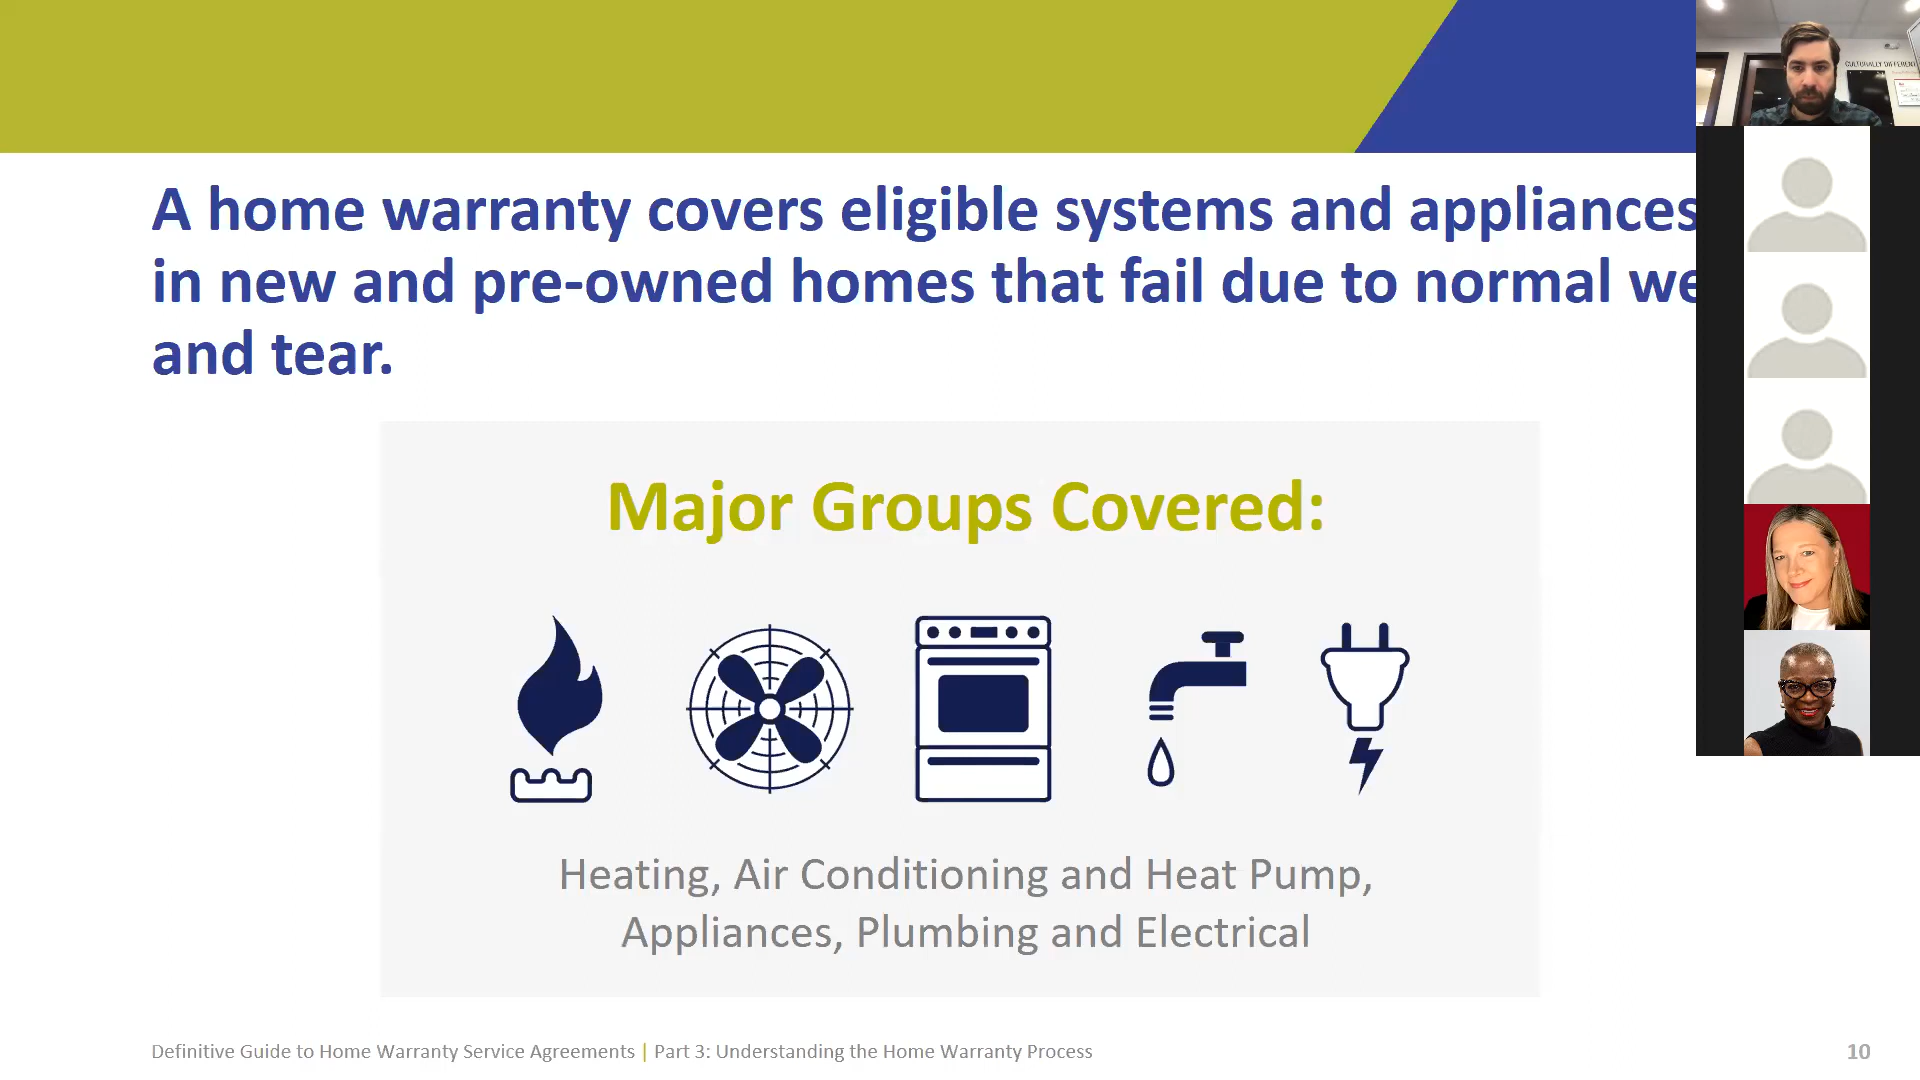 A home warranty covers eligible systems and appliances
in new and pre-owned homes that fail due to normal we
and tear.
Major Groups Covered:
Heating, Air Conditioning and Heat Pump,
Appliances, Plumbing and Electrical
Definitive Guide to Home Warranty Service Agreements | Part 3: Understanding the Home Warranty Process
10
CULTURALLY DIFFERENT